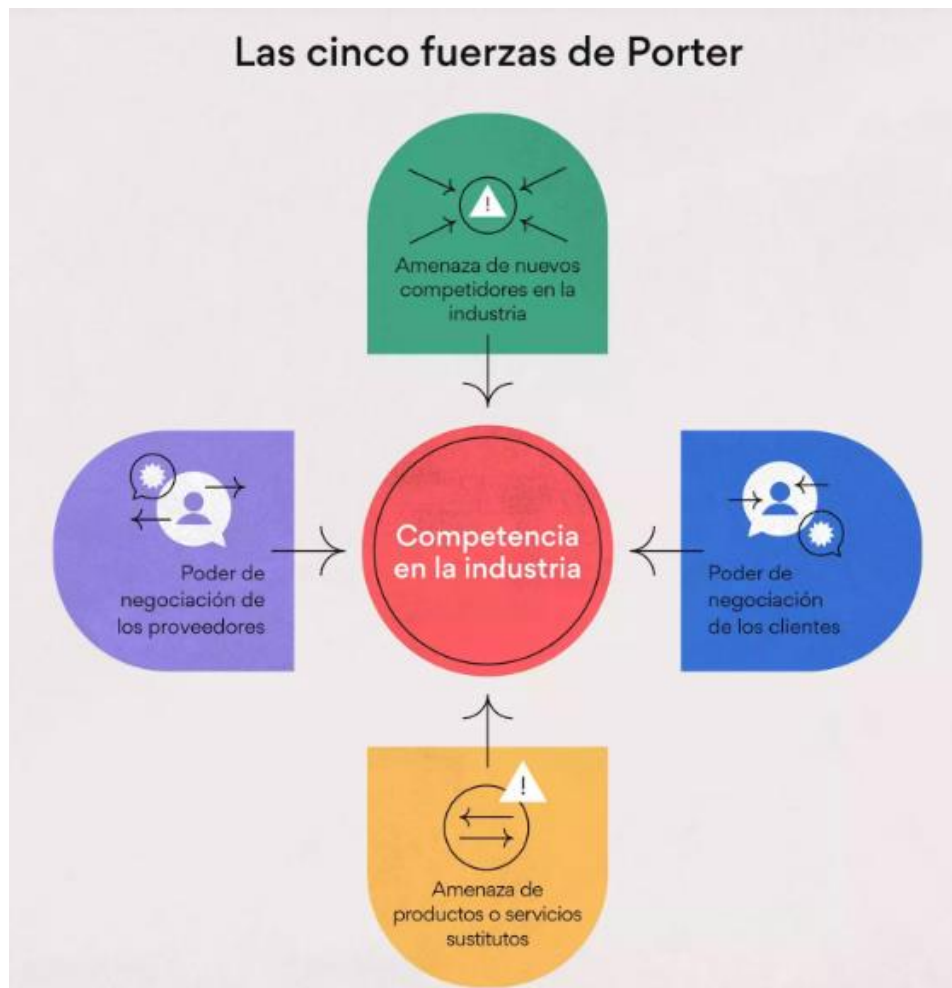 Las cinco fuerzas de Porter
!
Amenaza de nuevos
competidores en la
industria
Poder de
negociación de
los proveedores
Competencia
en la industria
Poder de
negociación
de los clientes
!
Amenaza de
productos o servicios
sustitutos